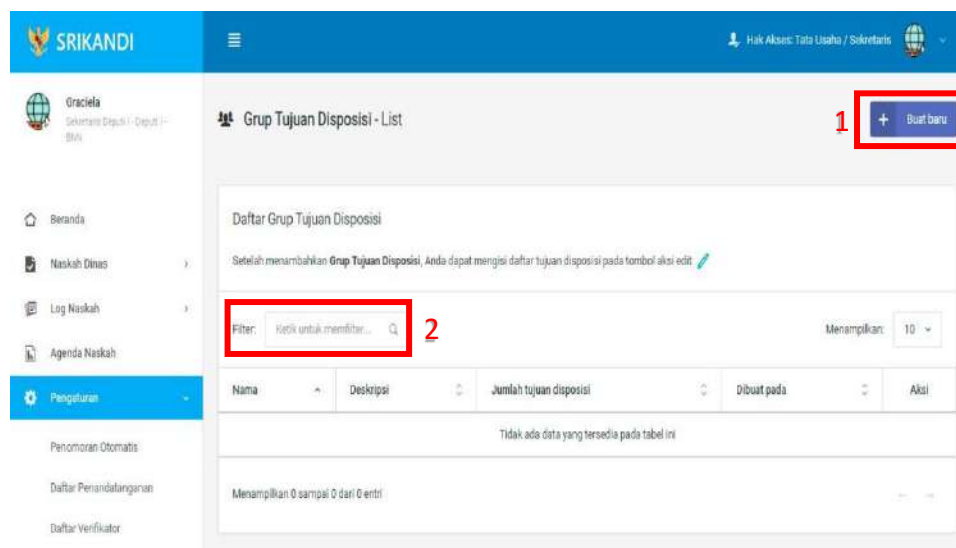 SRIKANDI
Hak Akses: Tata Usaha / Sekretaris
Graciela
Sekretaris Deputi I - Deputi I -
BNN
Grup Tujuan Disposisi - List
1
+ Buat baru
Beranda
Naskah Dinas
Log Naskah
Agenda Naskah
Pengaturan
Penomoran Otomatis
Daftar Penandatanganan
Daftar Verifikator
Daftar Grup Tujuan Disposisi
Setelah menambahkan Grup Tujuan Disposisi, Anda dapat mengisi daftar tujuan disposisi pada tombol aksi edit
Filter: Ketik untuk memfilter...
2
Menampilkan: 10
Nama Deskripsi Jumlah tujuan disposisi Dibuat pada Aksi
Tidak ada data yang tersedia pada tabel ini
Menampilkan 0 sampai 0 dari 0 entri